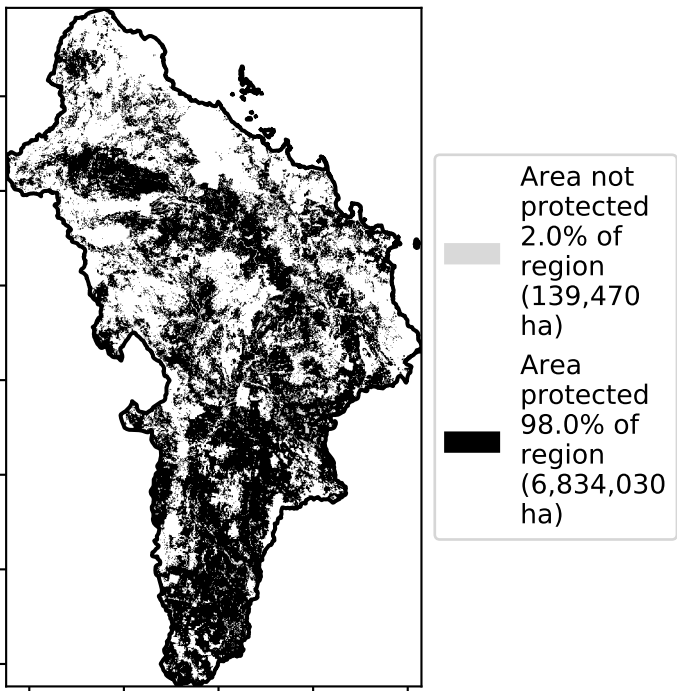 Area not
protected
2.0% of
region
(139,470
ha)
Area
protected
98.0% of
region
(6,834,030
ha)